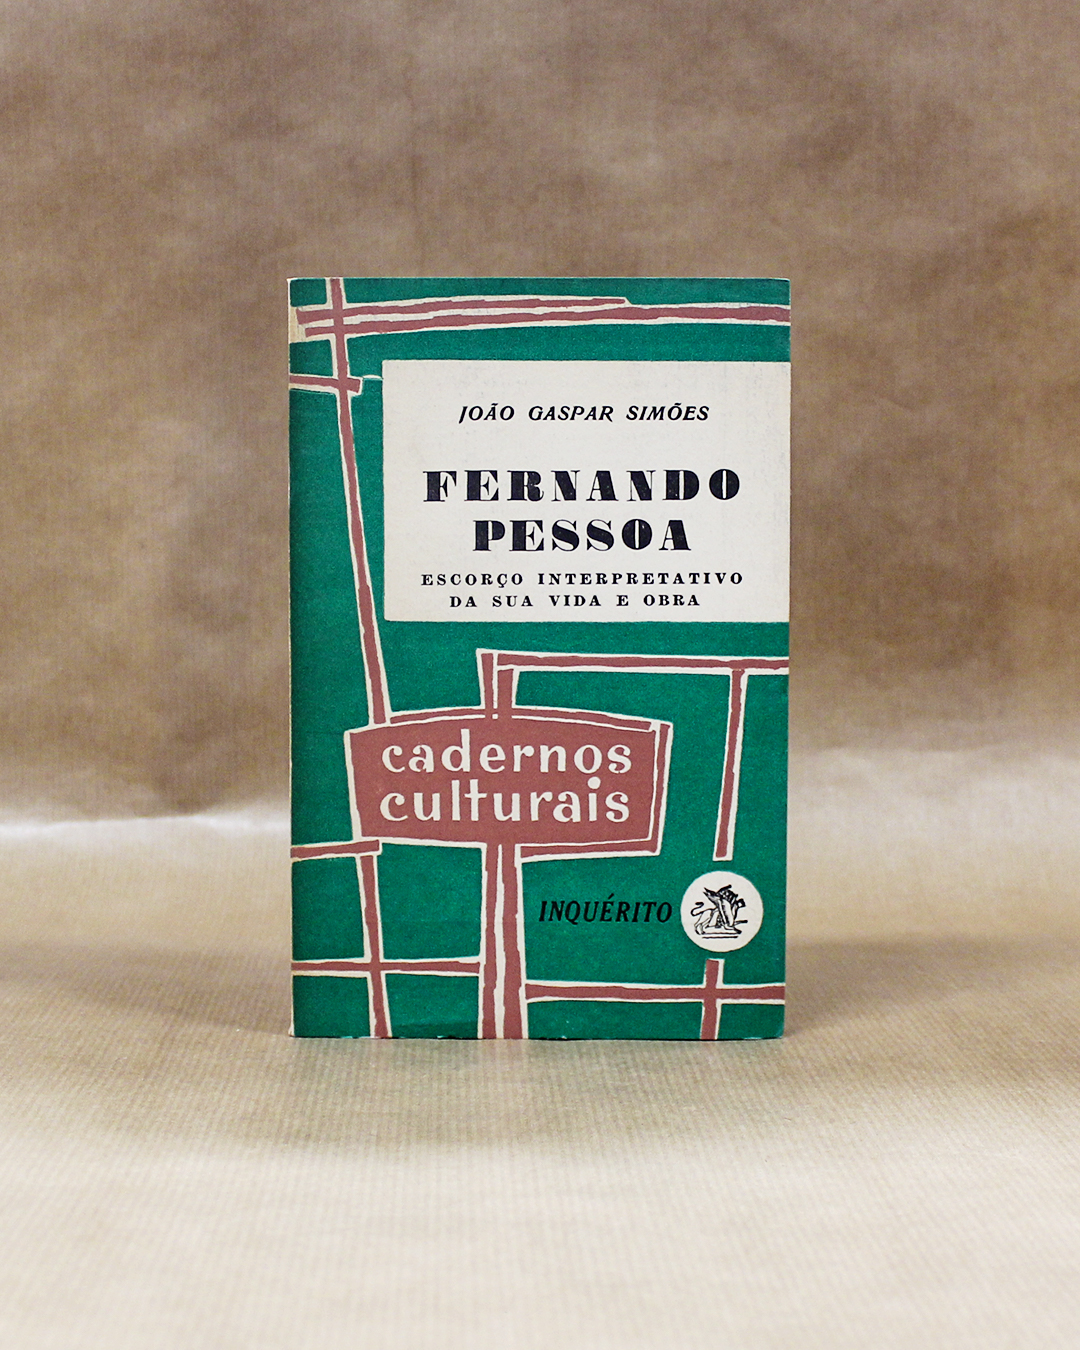 JOÃO GASPAR SIMÕES
FERNANDO
PESSOA
ESCORÇO INTERPRETATIVO
DA SUA VIDA E OBRA
cadernos
culturais
INQUÉRITO